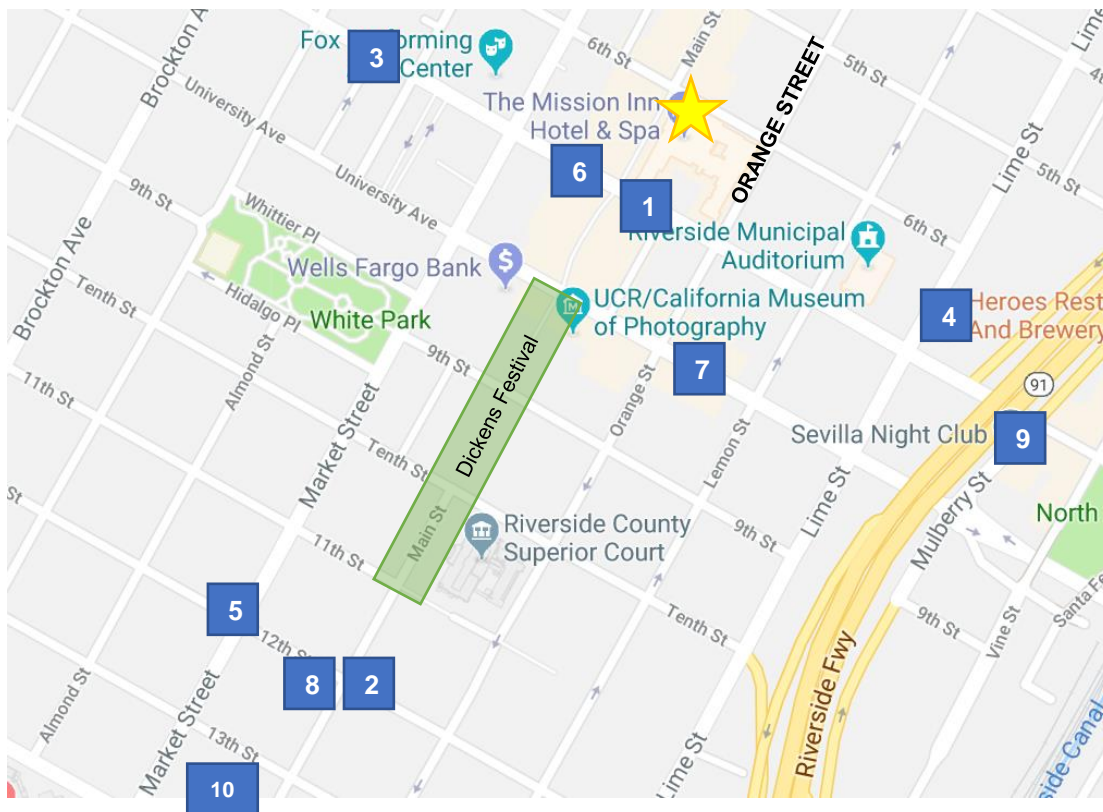 Brockton A
Fox
rming
Center
3
6th St
Main St
ORANGE STREET
5th St
Lime
4t
The Mission Inn
Hotel & Spa
University Ave
Lime St
5th St
6
1
6th St
9th St
Whittier Pl
University Ave
Riverside Municipal
Auditorium
Wells Fargo Bank
$
Brockton Ave
Tenth St
Hidalgo Pl
White Park
M
UCR/California Museum
of Photography
4
Heroes Rest
And Brewery
Dickens Festival
7
91
11th St
Almond St
9th St
Orange St
Sevilla Night Club
9
Market Street
Tenth St
Lemon St
Lime St
Mulberry St
North
Main St
Riverside County
Superior Court
9th St
11th St
Tenth St
Santa Fe
9th St
Vine St
5
12th St
Riverside Fwy
8
2
Almond St
Market Street
13th St
Lime St
side Canal
10